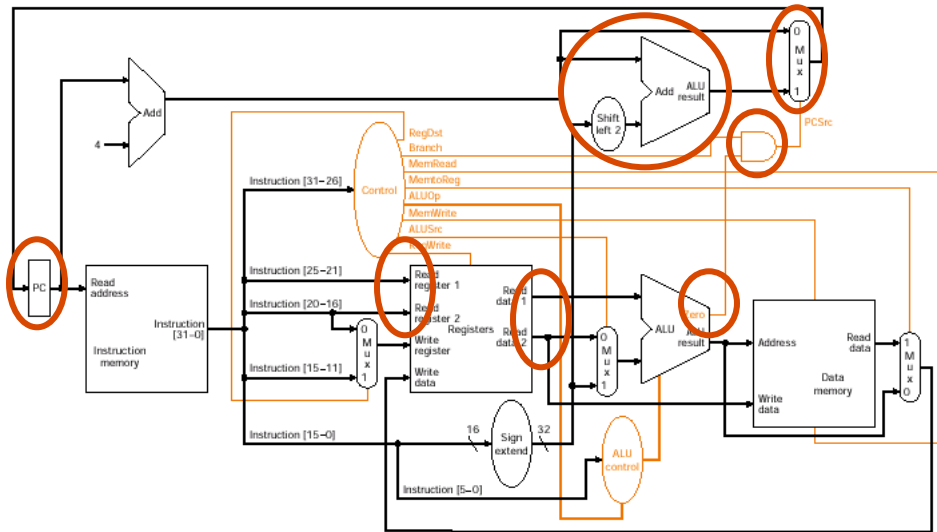 0
M
u
x
1
Add
ALU
result
Add
Shift
left 2
4
PCSrc
RegDst
Branch
MemRead
MemtoReg
ALUOp
MemWrite
ALUSrc
RegWrite
Control
Instruction [31–26]
Instruction [25–21]
Instruction [20–16]
Instruction [15–11]
Instruction [15–0]
Instruction [5–0]
PC
Read
address
Instruction
[31–0]
Instruction
memory
0
M
u
x
1
Read
register 1
Read
register 2
Write
register
Write
data
Registers
Read
data 1
Read
data 2
0
M
u
x
1
Zero
ALU
ALU
result
Address
Read
data
Data
memory
Write
data
1
M
u
x
0
16
Sign
extend
32
ALU
control